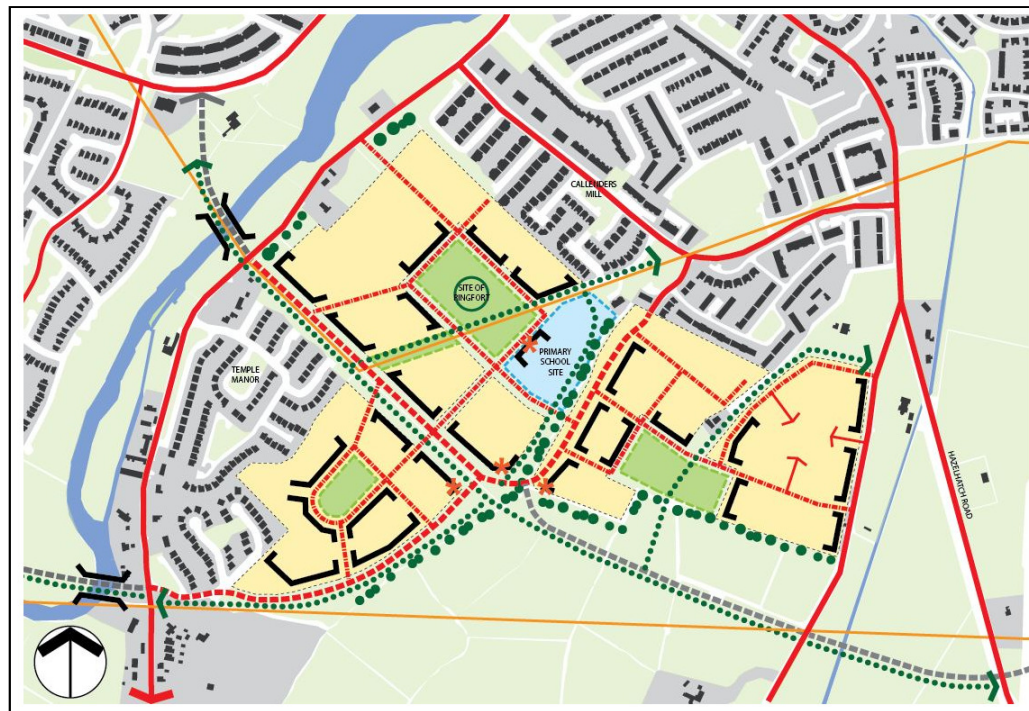 CALLENDERS
MILL
SITE OF
RINGFORT
PRIMARY
SCHOOL
SITE
TEMPLE
MANOR
HAZELHATCH ROAD